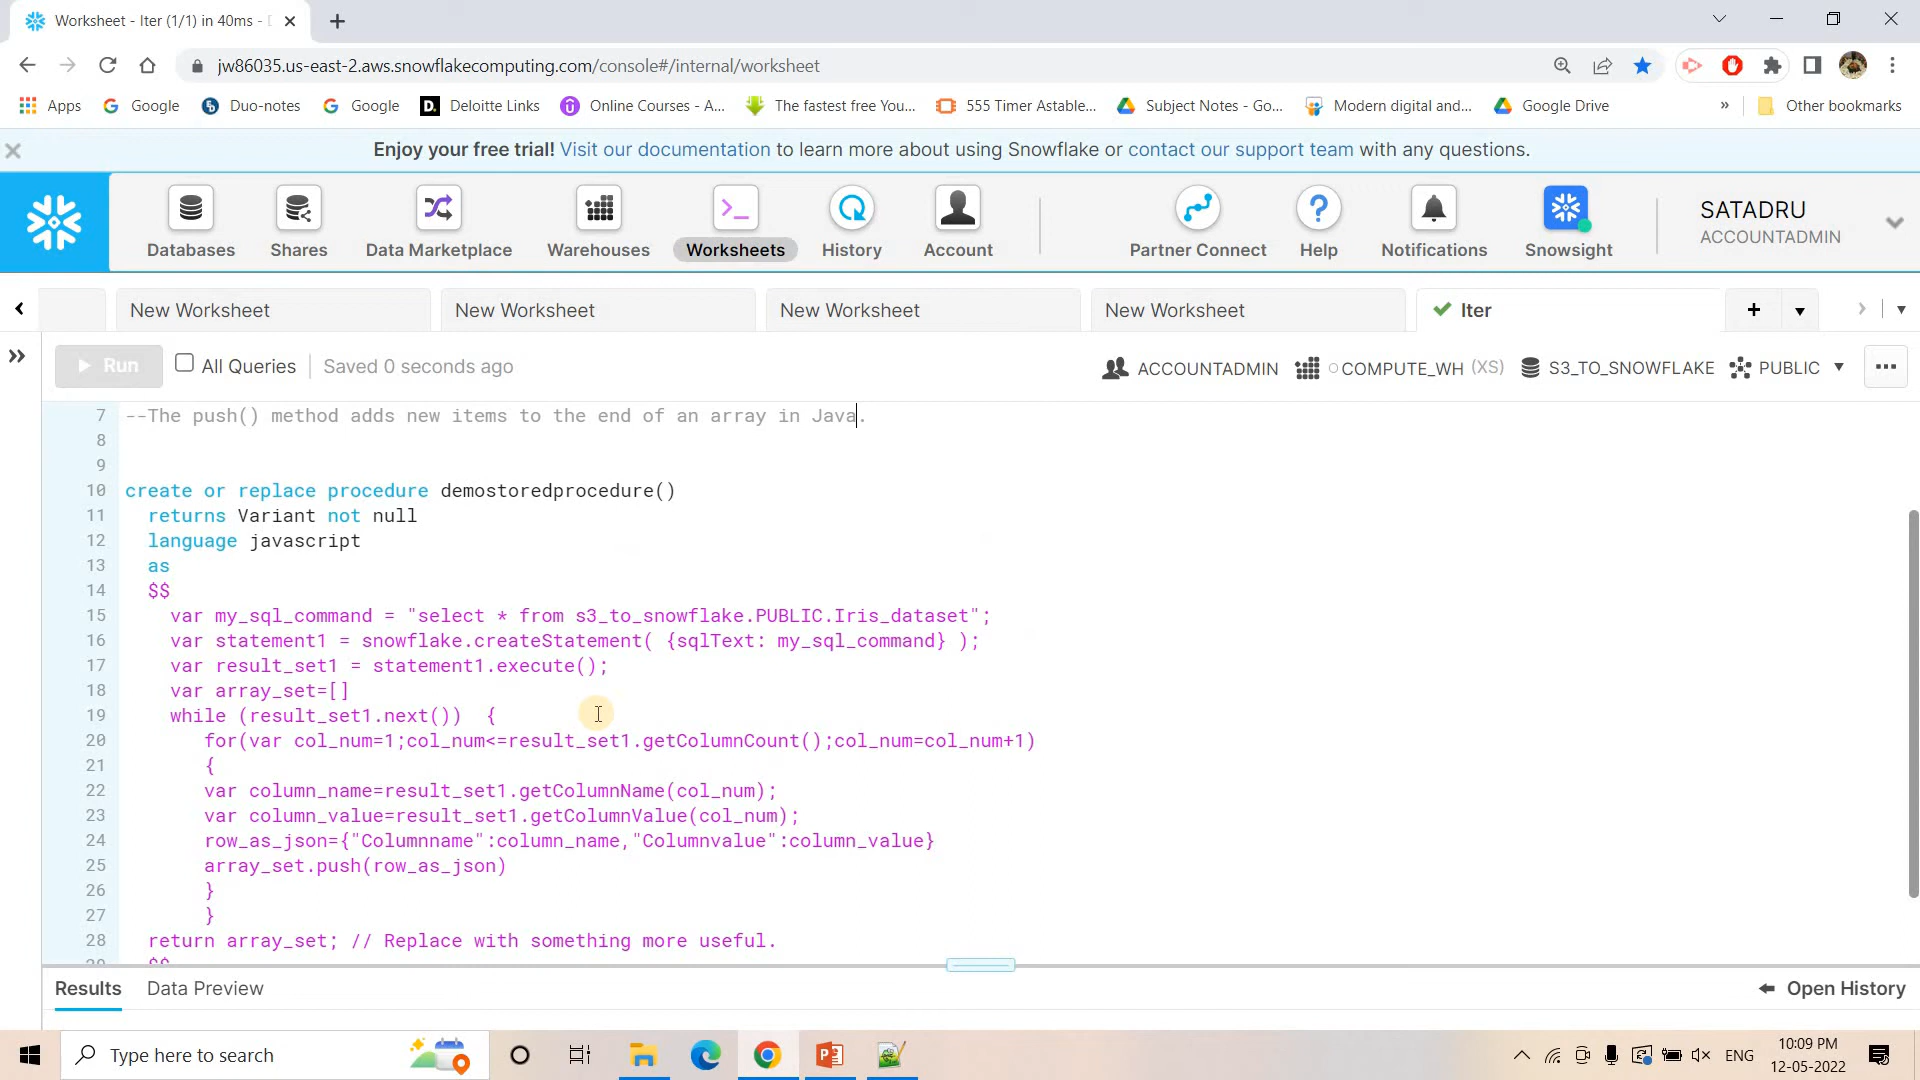 Worksheet - Iter (1/1) in 40ms -
jw86035.us-east-2.aws.snowflakecomputing.com/console#/internal/worksheet
Apps Google Duo-notes Google D. Deloitte Links Online Courses - A... The fastest free You... 555 Timer Astable... Subject Notes - Go... Modern digital and... Google Drive » Other bookmarks
Enjoy your free trial! Visit our documentation to learn more about using Snowflake or contact our support team with any questions.
Databases Shares Data Marketplace Warehouses Worksheets History Account Partner Connect Help Notifications Snowsight
SATADRU
ACCOUNTADMIN
New Worksheet New Worksheet New Worksheet New Worksheet Iter
Run All Queries Saved 0 seconds ago ACCOUNTADMIN COMPUTE_WH (XS) S3_TO_SNOWFLAKE PUBLIC
7 --The push() method adds new items to the end of an array in Java.
8
9
10 create or replace procedure demostoredprocedure()
11 returns Variant not null
12 language javascript
13 as
14 $$
15 var my_sql_command = "select * from s3_to_snowflake.PUBLIC.Iris_dataset";
16 var statement1 = snowflake.createStatement( {sqlText: my_sql_command} );
17 var result_set1 = statement1.execute();
18 var array_set=[]
19 while (result_set1.next()) {
20 for(var col_num=1;col_num<=result_set1.getColumnCount();col_num=col_num+1)
21 {
22 var column_name=result_set1.getColumnName(col_num);
23 var column_value=result_set1.getColumnValue(col_num);
24 row_as_json={"Columnname":column_name,"Columnvalue":column_value}
25 array_set.push(row_as_json)
26 }
27 }
28 return array_set; // Replace with something more useful.
29 $$
Results Data Preview Open History
Type here to search
ENG
10:09 PM
12-05-2022